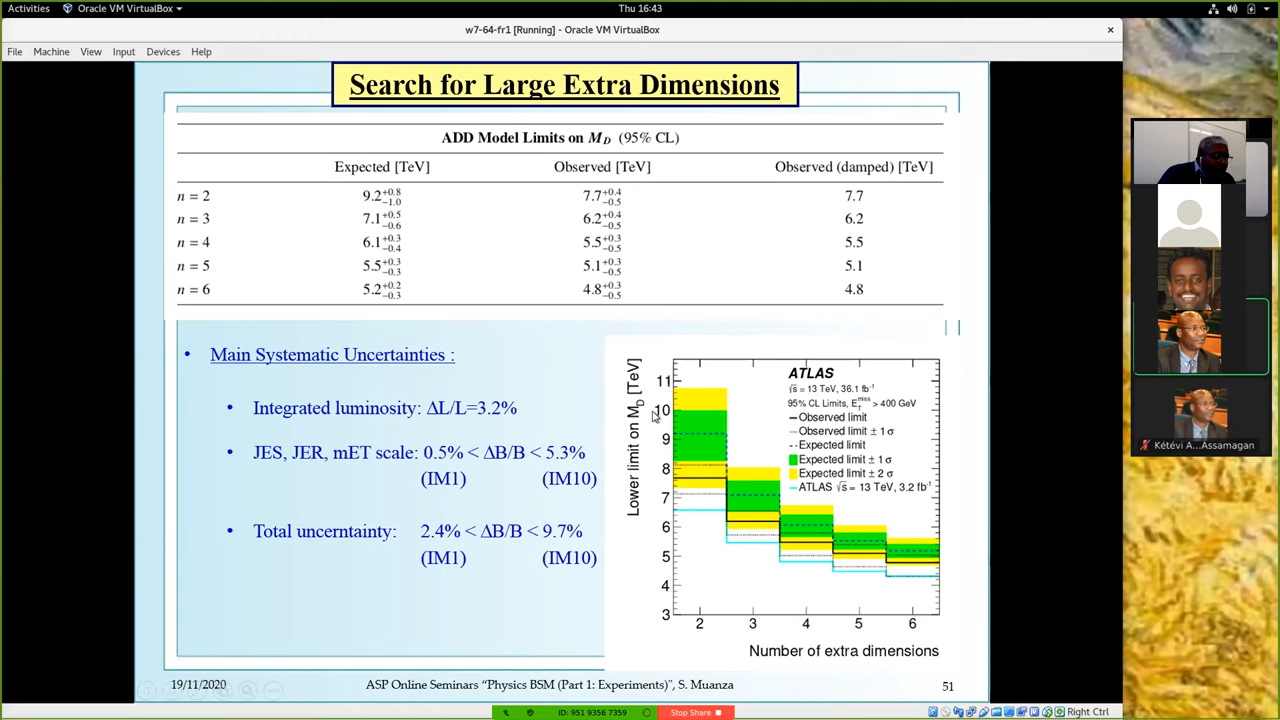 Activities Oracle VM VirtualBox Thu 16:43
w7-64-fr1 [Running] - Oracle VM VirtualBox ×
File Machine View Input Devices Help
Search for Large Extra Dimensions
ADD Model Limits on M_D (95% CL)
Expected [TeV] Observed [TeV] Observed (damped) [TeV]
n = 2 9.2 +0.8 −1.0 7.7 +0.4 −0.5 7.7
n = 3 7.1 +0.5 −0.6 6.2 +0.4 −0.5 6.2
n = 4 6.1 +0.3 −0.4 5.5 +0.3 −0.5 5.5
n = 5 5.5 +0.3 −0.3 5.1 +0.3 −0.5 5.1
n = 6 5.2 +0.2 −0.3 4.8 +0.3 −0.5 4.8
• Main Systematic Uncertainties :
• Integrated luminosity: ΔL/L=3.2%
• JES, JER, mET scale: 0.5% < ΔB/B < 5.3%
(IM1) (IM10)
• Total uncerntainty: 2.4% < ΔB/B < 9.7%
(IM1) (IM10)
Lower limit on M_D [TeV]
11
10
9
8
7
6
5
4
3
2 3 4 5 6
Number of extra dimensions
ATLAS
√s = 13 TeV, 36.1 fb⁻¹
95% CL Limits, E_T^miss > 400 GeV
Observed limit
Observed limit ± 1 σ
Expected limit
Expected limit ± 1 σ
Expected limit ± 2 σ
ATLAS √s = 13 TeV, 3.2 fb⁻¹
19/11/2020 ASP Online Seminars “Physics BSM (Part 1: Experiments)", S. Muanza 51
Kétévi A...Assamagan
ID: 951 9356 7359 Stop Share
Right Ctrl